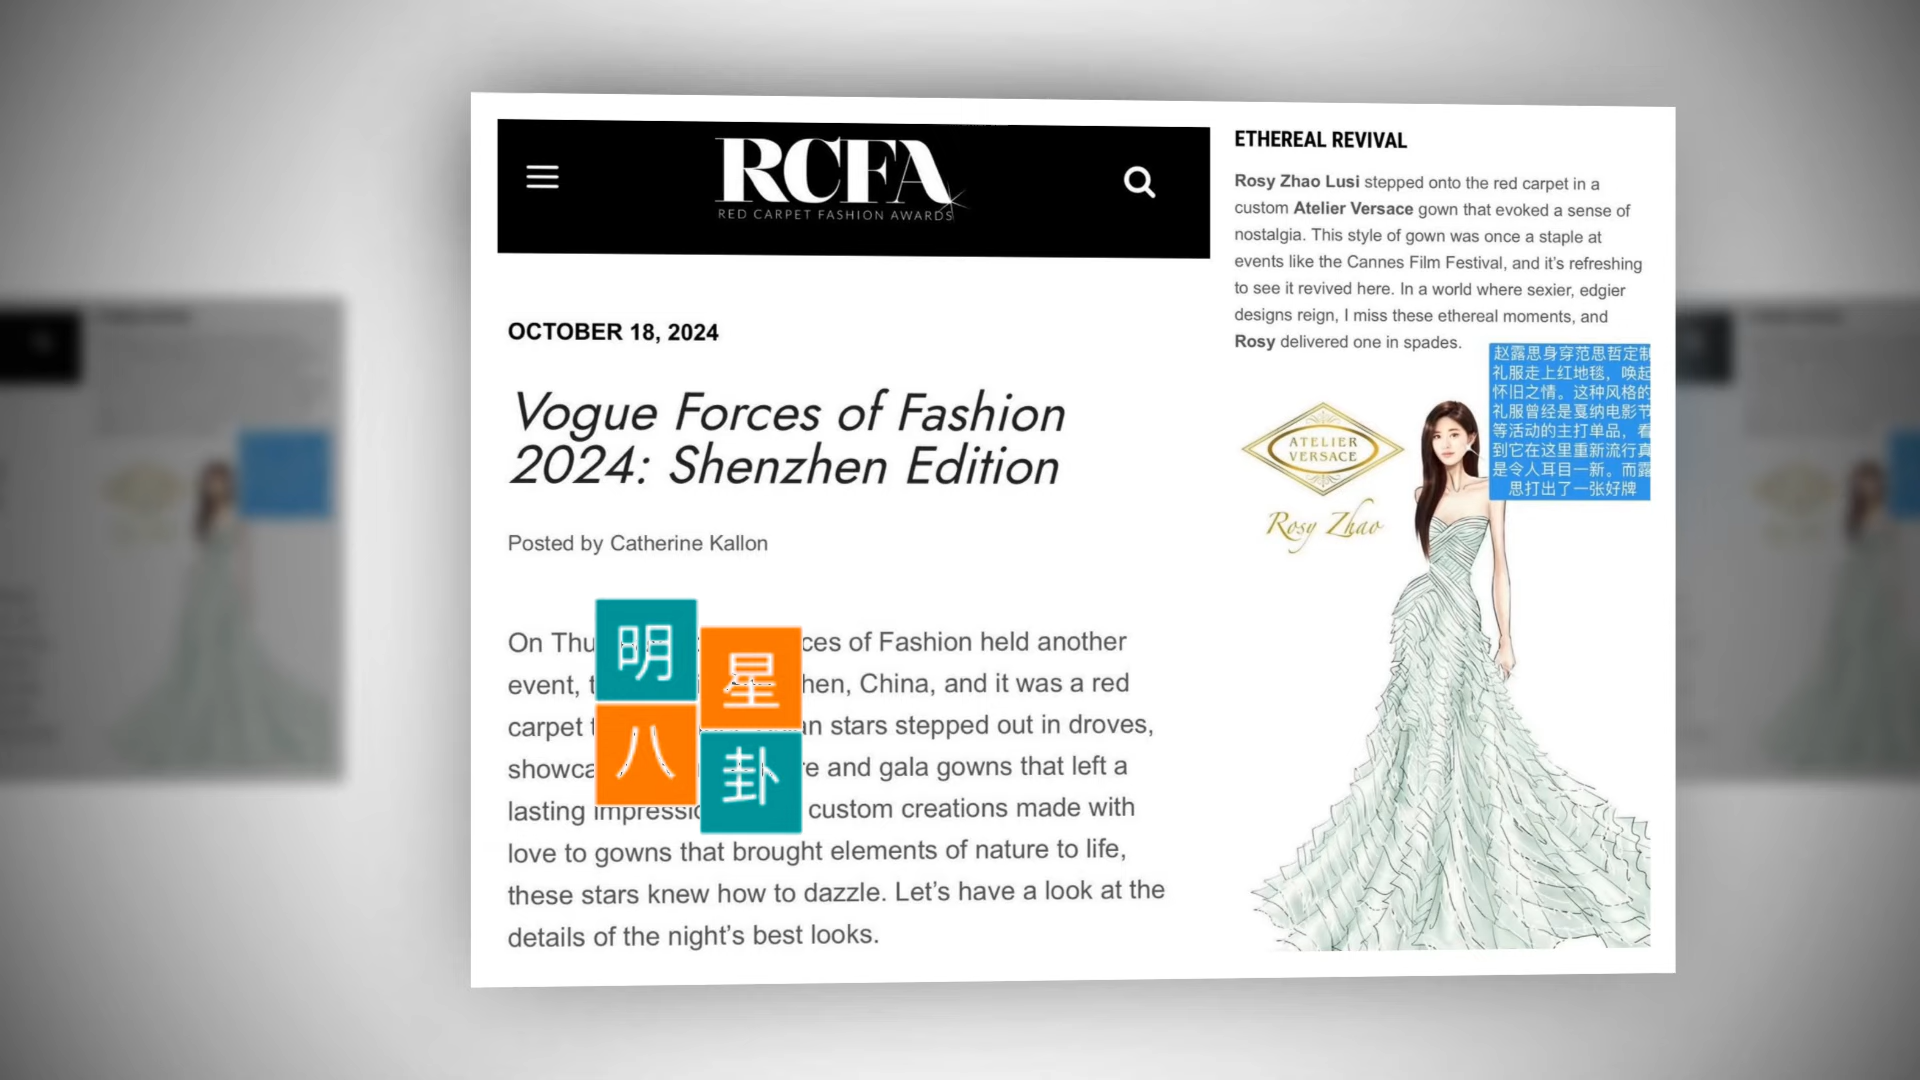 RCFA
RED CARPET FASHION AWARDS
OCTOBER 18, 2024
Vogue Forces of Fashion
2024: Shenzhen Edition
Posted by Catherine Kallon
On Thu ces of Fashion held another
event, hen, China, and it was a red
carpet an stars stepped out in droves,
showca re and gala gowns that left a
lasting impressio custom creations made with
love to gowns that brought elements of nature to life,
these stars knew how to dazzle. Let's have a look at the
details of the night's best looks.
明星
八卦
ETHEREAL REVIVAL
Rosy Zhao Lusi stepped onto the red carpet in a
custom Atelier Versace gown that evoked a sense of
nostalgia. This style of gown was once a staple at
events like the Cannes Film Festival, and it's refreshing
to see it revived here. In a world where sexier, edgier
designs reign, I miss these ethereal moments, and
Rosy delivered one in spades.
赵露思身穿范思哲定制
礼服走上红地毯，唤起
怀旧之情。这种风格的
礼服曾经是戛纳电影节
等活动的主打单品，看
到它在这里重新流行真
是令人耳目一新。而露
思打出了一张好牌
ATELIER
VERSACE
Rosy Zhao